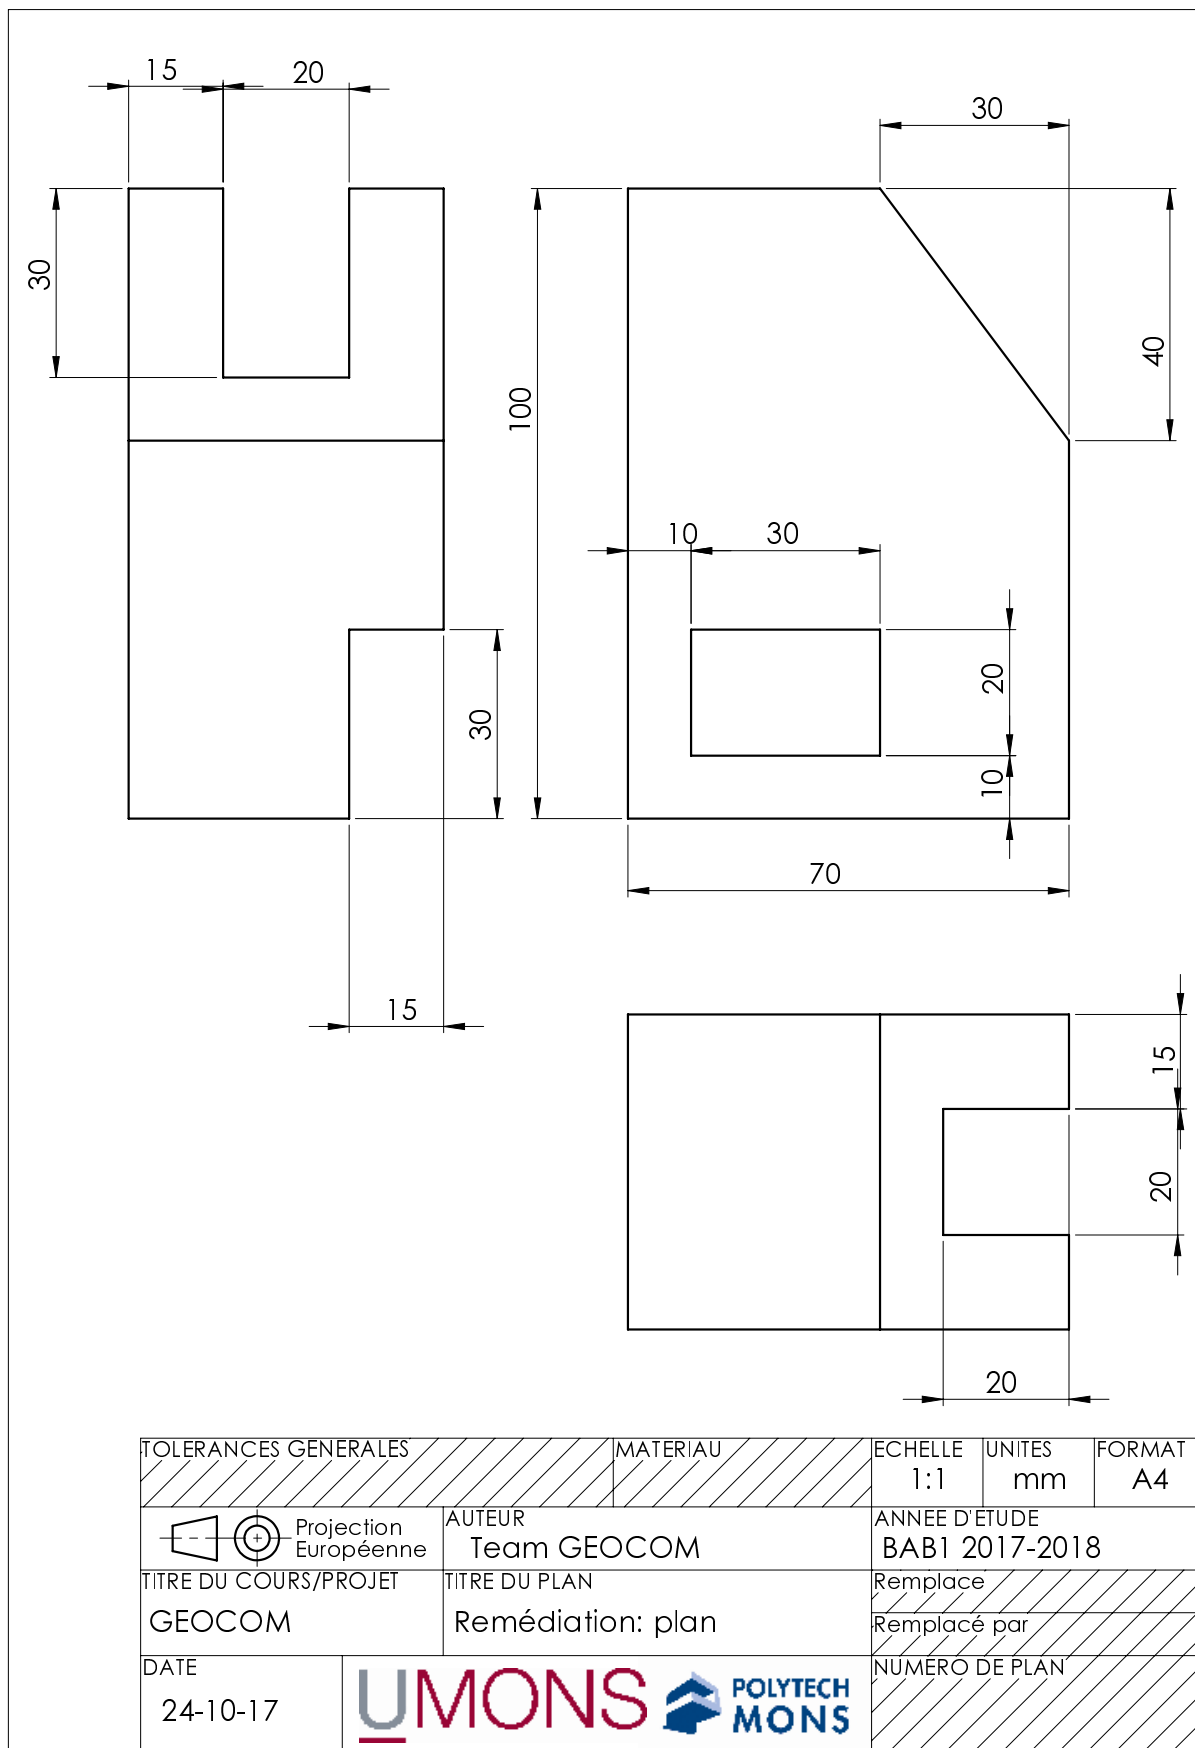 15
20
30
30
100
30
40
10
30
20
10
30
70
15
15
20
20
TOLERANCES GENERALES
MATERIAU
ECHELLE
UNITES
FORMAT
1:1
mm
A4
Projection
Européenne
AUTEUR
Team GEOCOM
ANNEE D'ETUDE
BAB1 2017-2018
TITRE DU COURS/PROJET
GEOCOM
TITRE DU PLAN
Remédiation: plan
Remplace
Remplacé par
DATE
24-10-17
UMONS
POLYTECH
MONS
NUMERO DE PLAN